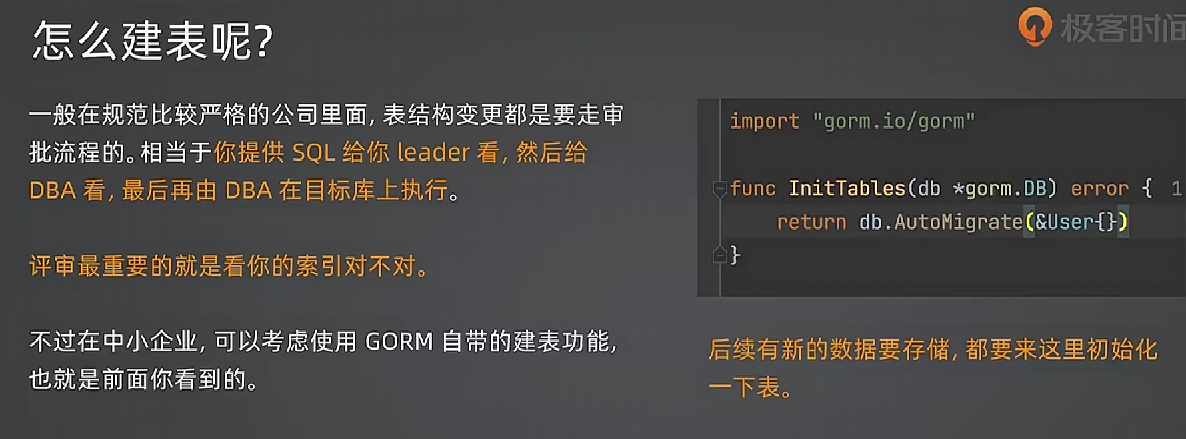 怎么建表呢?
极客时间
一般在规范比较严格的公司里面, 表结构变更都是要走审
批流程的。相当于你提供 SQL 给你 leader 看, 然后给
DBA 看, 最后再由 DBA 在目标库上执行。
评审最重要的就是看你的索引对不对。
不过在中小企业, 可以考虑使用 GORM 自带的建表功能,
也就是前面你看到的。
import "gorm.io/gorm"
func InitTables(db *gorm.DB) error { 1
return db.AutoMigrate(&User{})
}
后续有新的数据要存储, 都要来这里初始化
一下表。